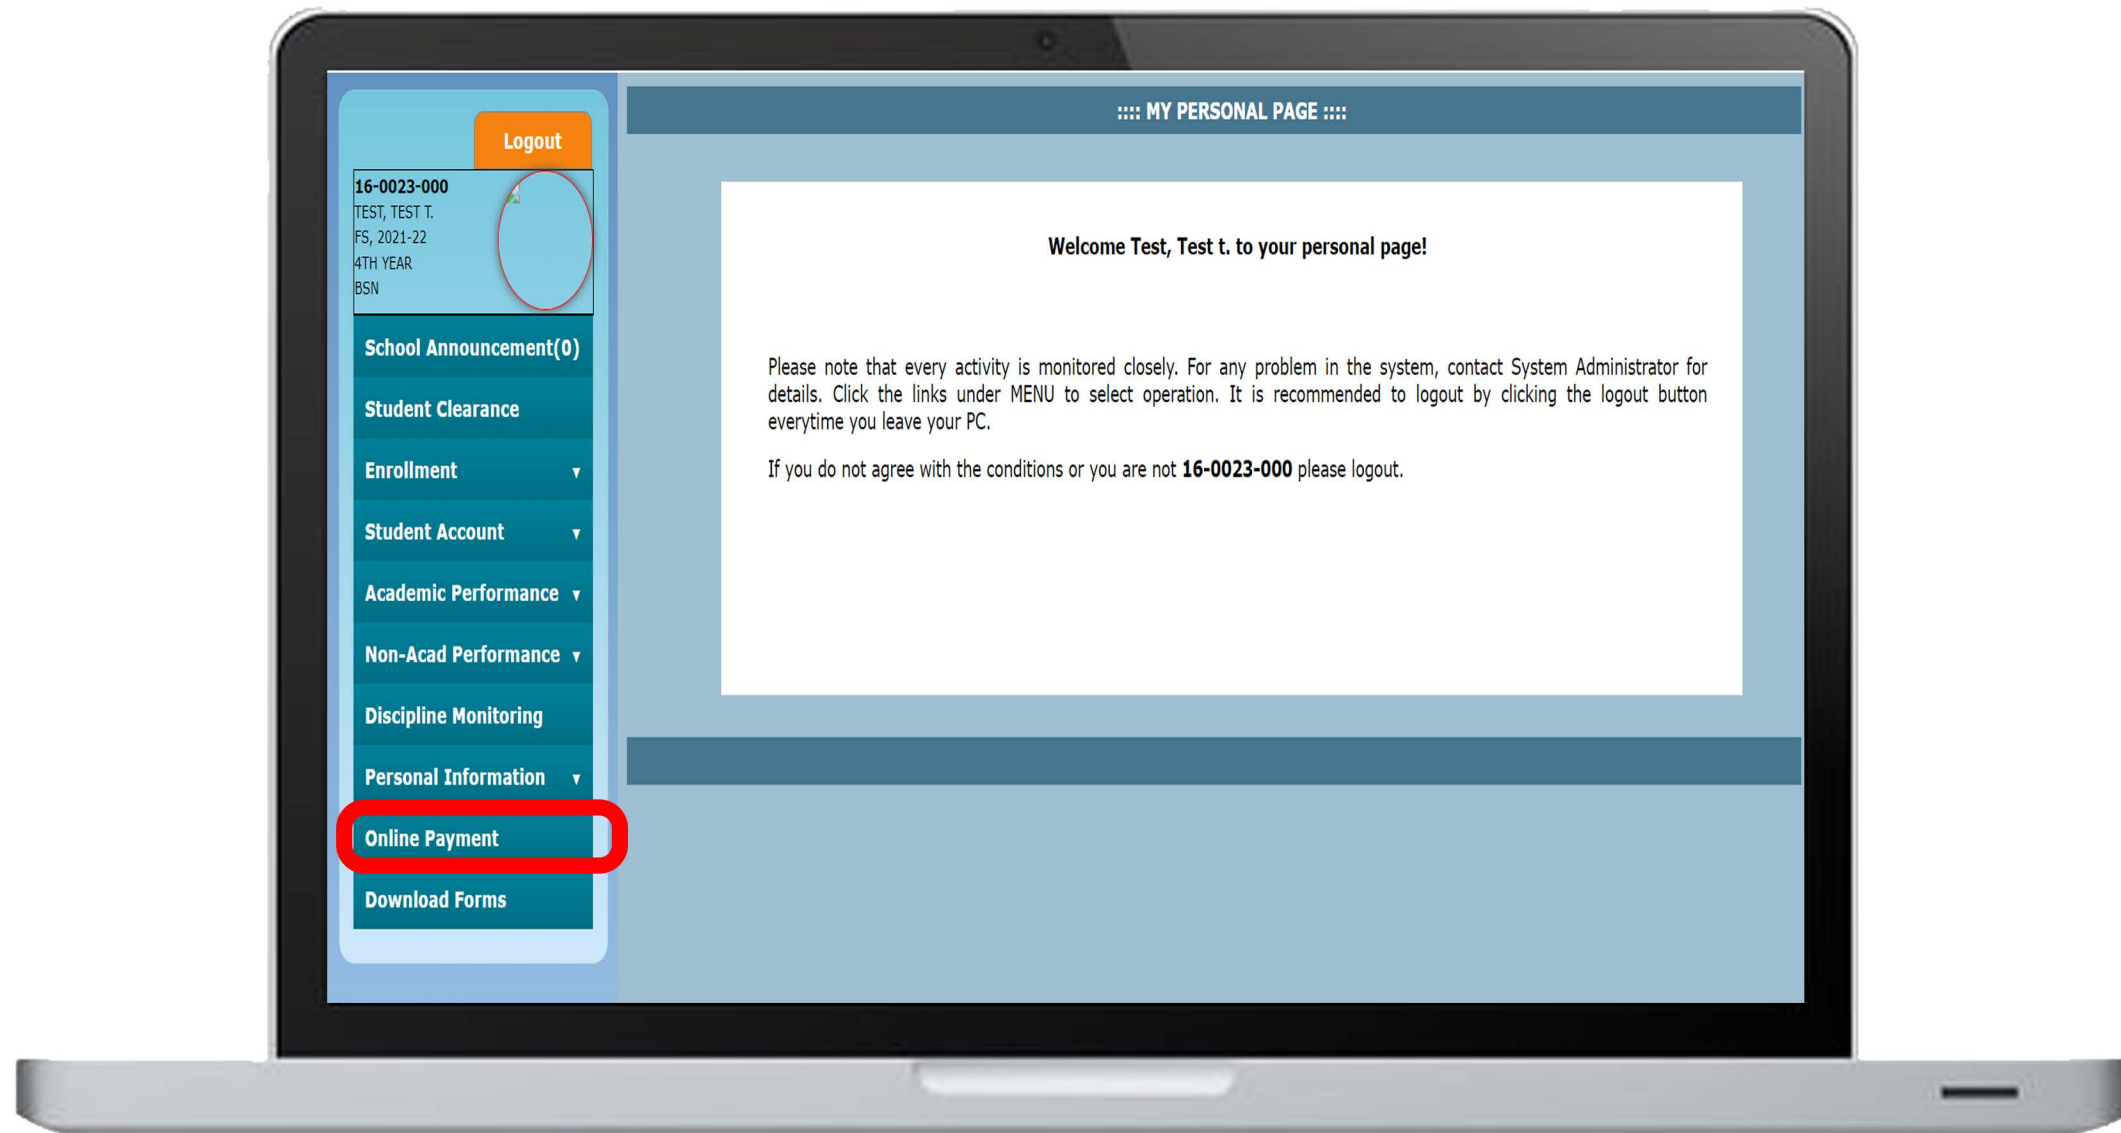 :::: MY PERSONAL PAGE ::::
Logout
16-0023-000
TEST, TEST T.
FS, 2021-22
4TH YEAR
BSN
School Announcement(0)
Student Clearance
Enrollment ▼
Student Account ▼
Academic Performance ▼
Non-Acad Performance ▼
Discipline Monitoring
Personal Information ▼
Online Payment
Download Forms
Welcome Test, Test t. to your personal page!
Please note that every activity is monitored closely. For any problem in the system, contact System Administrator for
details. Click the links under MENU to select operation. It is recommended to logout by clicking the logout button
everytime you leave your PC.
If you do not agree with the conditions or you are not 16-0023-000 please logout.